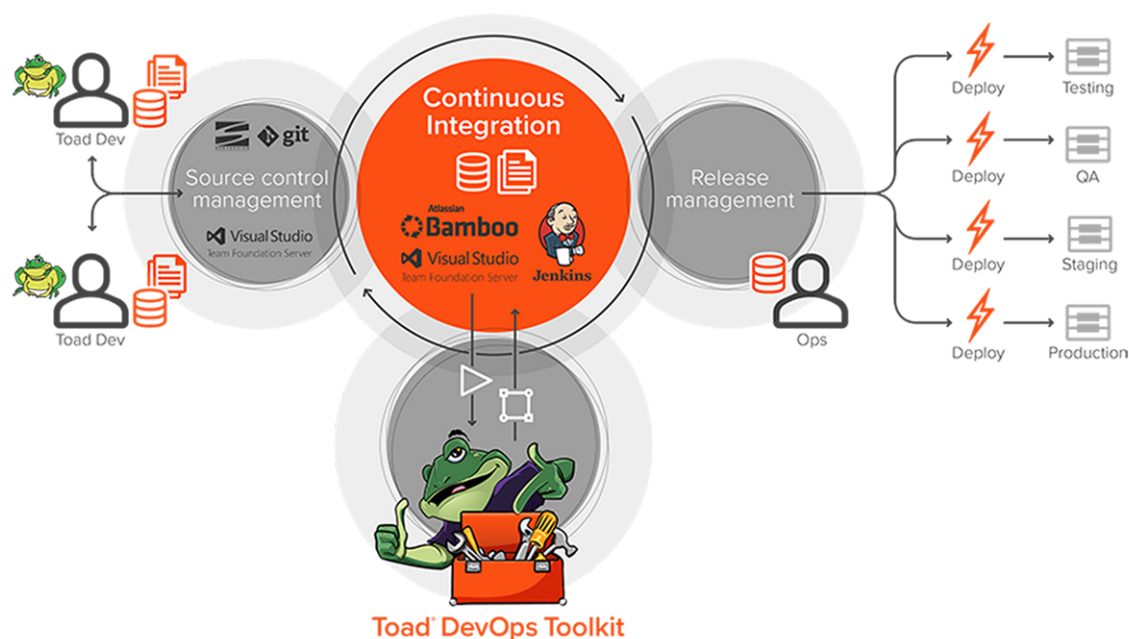 Toad Dev
Toad Dev
SUBVERSION
git
Source control
management
Visual Studio
Team Foundation Server
Continuous
Integration
Atlassian
Bamboo
Visual Studio
Team Foundation Server
Jenkins
Release
management
Ops
Deploy
Testing
Deploy
QA
Deploy
Staging
Deploy
Production
Toad® DevOps Toolkit